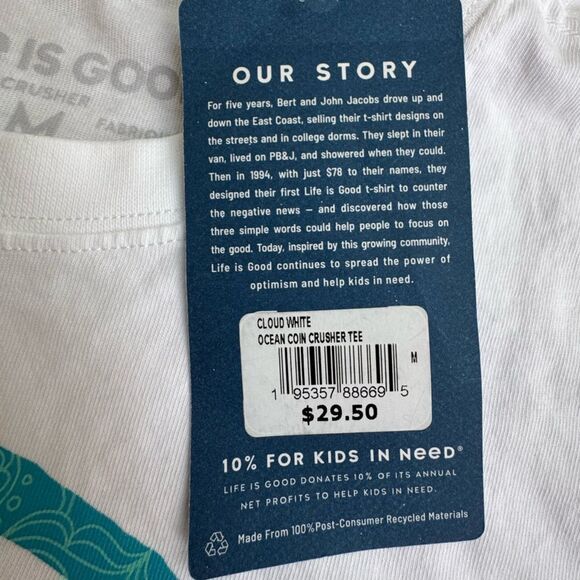 IS GOOD
CRUSHER
M
OUR STORY
For five years, Bert and John Jacobs drove up and
down the East Coast, selling their t-shirt designs on
the streets and in college dorms. They slept in their
van, lived on PB&J, and showered when they could.
Then in 1994, with just $78 to their names, they
designed their first Life is Good t-shirt to counter
the negative news — and discovered how those
three simple words could help people to focus on
the good. Today, inspired by this growing community,
Life is Good continues to spread the power of
optimism and help kids in need.
CLOUD WHITE
OCEAN COIN CRUSHER TEE
M
1 95357 88669 5
$29.50
10% FOR KIDS IN NeeD®
LIFE IS GOOD DONATES 10% OF ITS ANNUAL
NET PROFITS TO HELP KIDS IN NEED.
Made From 100% Post-Consumer Recycled Materials